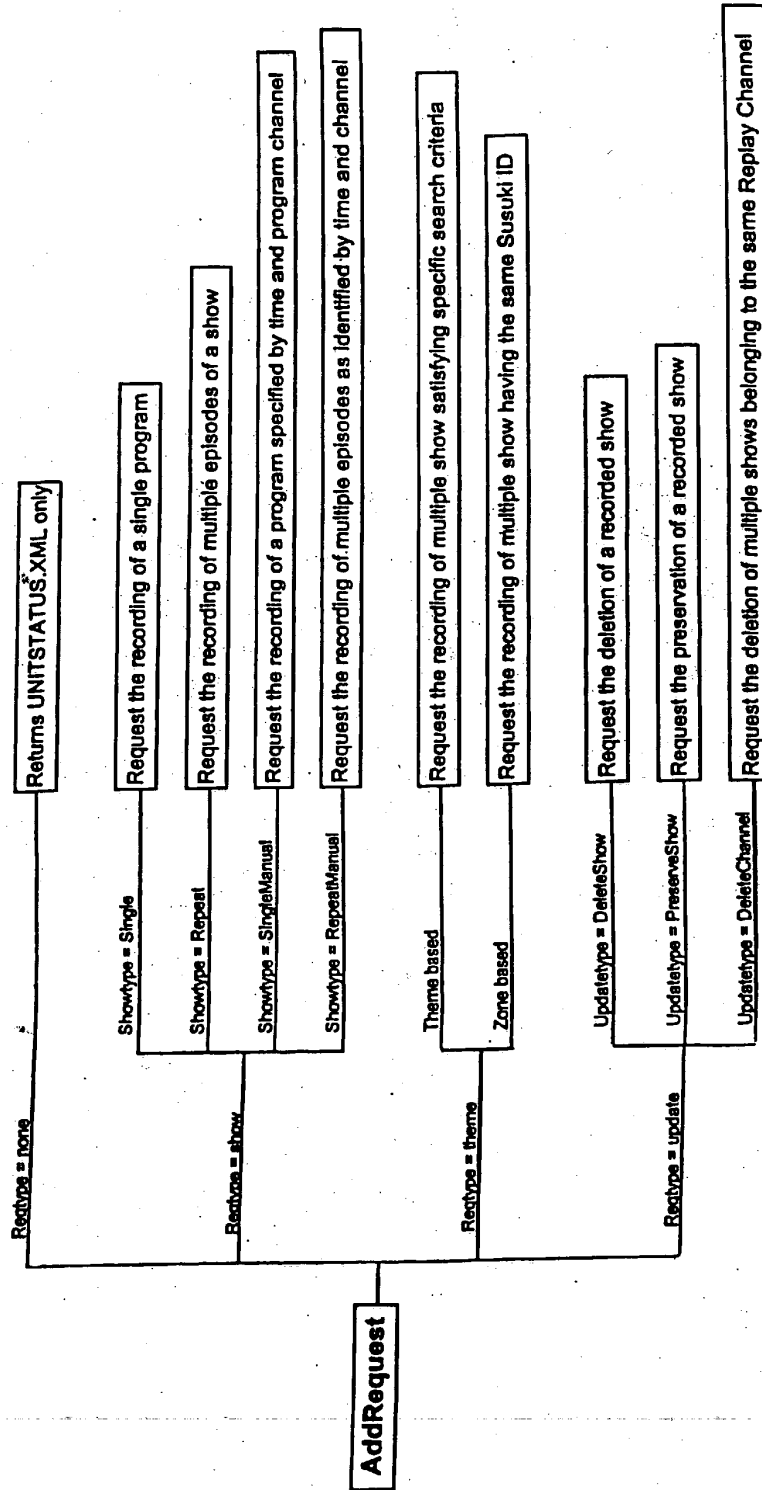 AddRequest
Reqtype = none
Returns UNITSTATUS.XML only
Reqtype = show
Showtype = Single
Request the recording of a single program
Showtype = Repeat
Request the recording of multiple episodes of a show
Showtype = SingleManual
Request the recording of a program specified by time and program channel
Showtype = RepeatManual
Request the recording of multiple episodes as identified by time and channel
Reqtype = theme
Theme based
Request the recording of multiple show satisfying specific search criteria
Zone based
Request the recording of multiple show having the same Susuki ID
Reqtype = update
Updatetype = DeleteShow
Request the deletion of a recorded show
Updatetype = PreserveShow
Request the preservation of a recorded show
Updatetype = DeleteChannel
Request the deletion of multiple shows belonging to the same Replay Channel